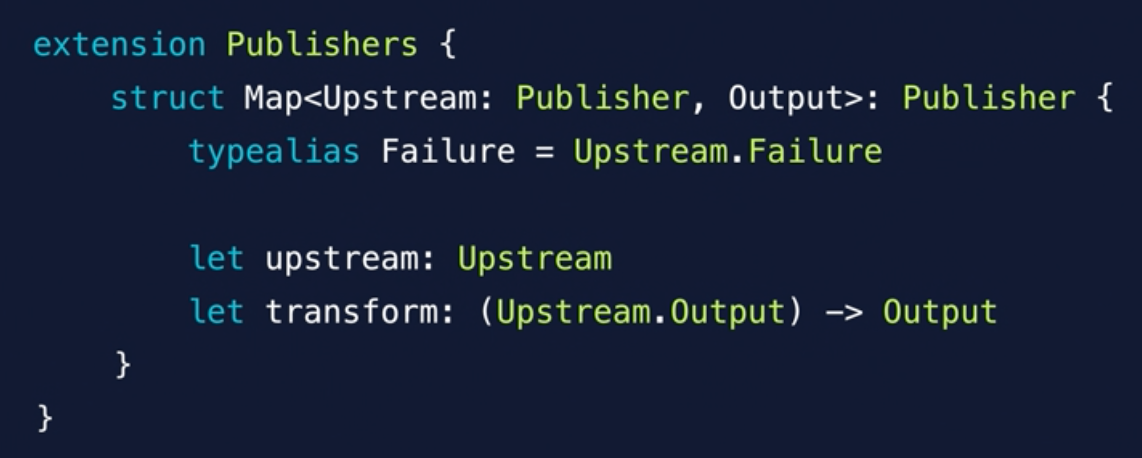 extension Publishers {
struct Map<Upstream: Publisher, Output>: Publisher {
typealias Failure = Upstream.Failure
let upstream: Upstream
let transform: (Upstream.Output) -> Output
}
}